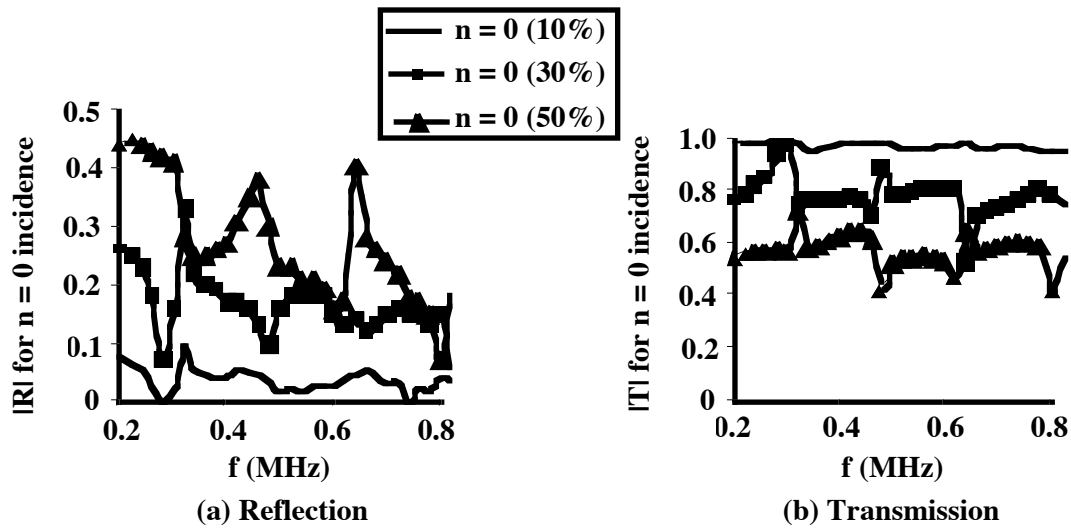 n = 0 (10%)
n = 0 (30%)
n = 0 (50%)
|R| for n = 0 incidence
0.5
0.4
0.3
0.2
0.1
0
0.2 0.4 0.6 0.8
f (MHz)
(a) Reflection
|T| for n = 0 incidence
1.0
0.8
0.6
0.4
0.2
0
0.2 0.4 0.6 0.8
f (MHz)
(b) Transmission